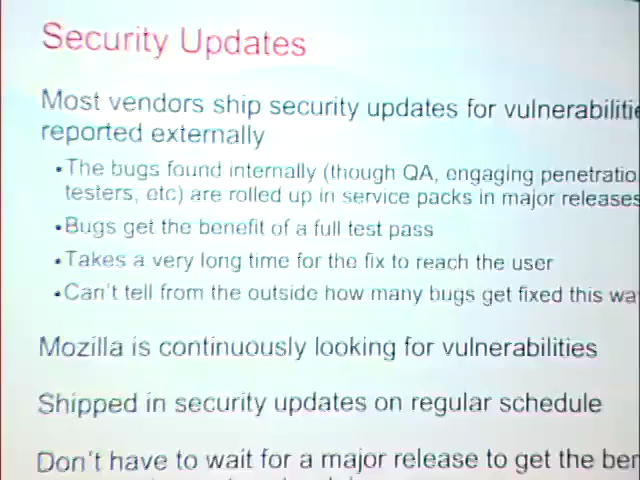 Security Updates
Most vendors ship security updates for vulnerabilitie
reported externally
•The bugs found internally (though QA, engaging penetratio
testers, etc) are rolled up in service packs in major releases
•Bugs get the benefit of a full test pass
•Takes a very long time for the fix to reach the user
•Can't tell from the outside how many bugs get fixed this wa
Mozilla is continuously looking for vulnerabilities
Shipped in security updates on regular schedule
Don't have to wait for a major release to get the ben